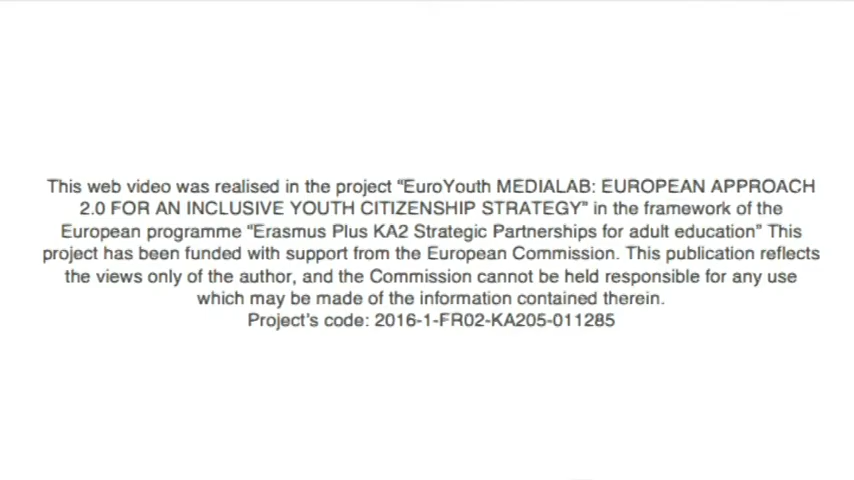 This web video was realised in the project “EuroYouth MEDIALAB: EUROPEAN APPROACH
2.0 FOR AN INCLUSIVE YOUTH CITIZENSHIP STRATEGY” in the framework of the
European programme “Erasmus Plus KA2 Strategic Partnerships for adult education” This
project has been funded with support from the European Commission. This publication reflects
the views only of the author, and the Commission cannot be held responsible for any use
which may be made of the information contained therein.
Project’s code: 2016-1-FR02-KA205-011285